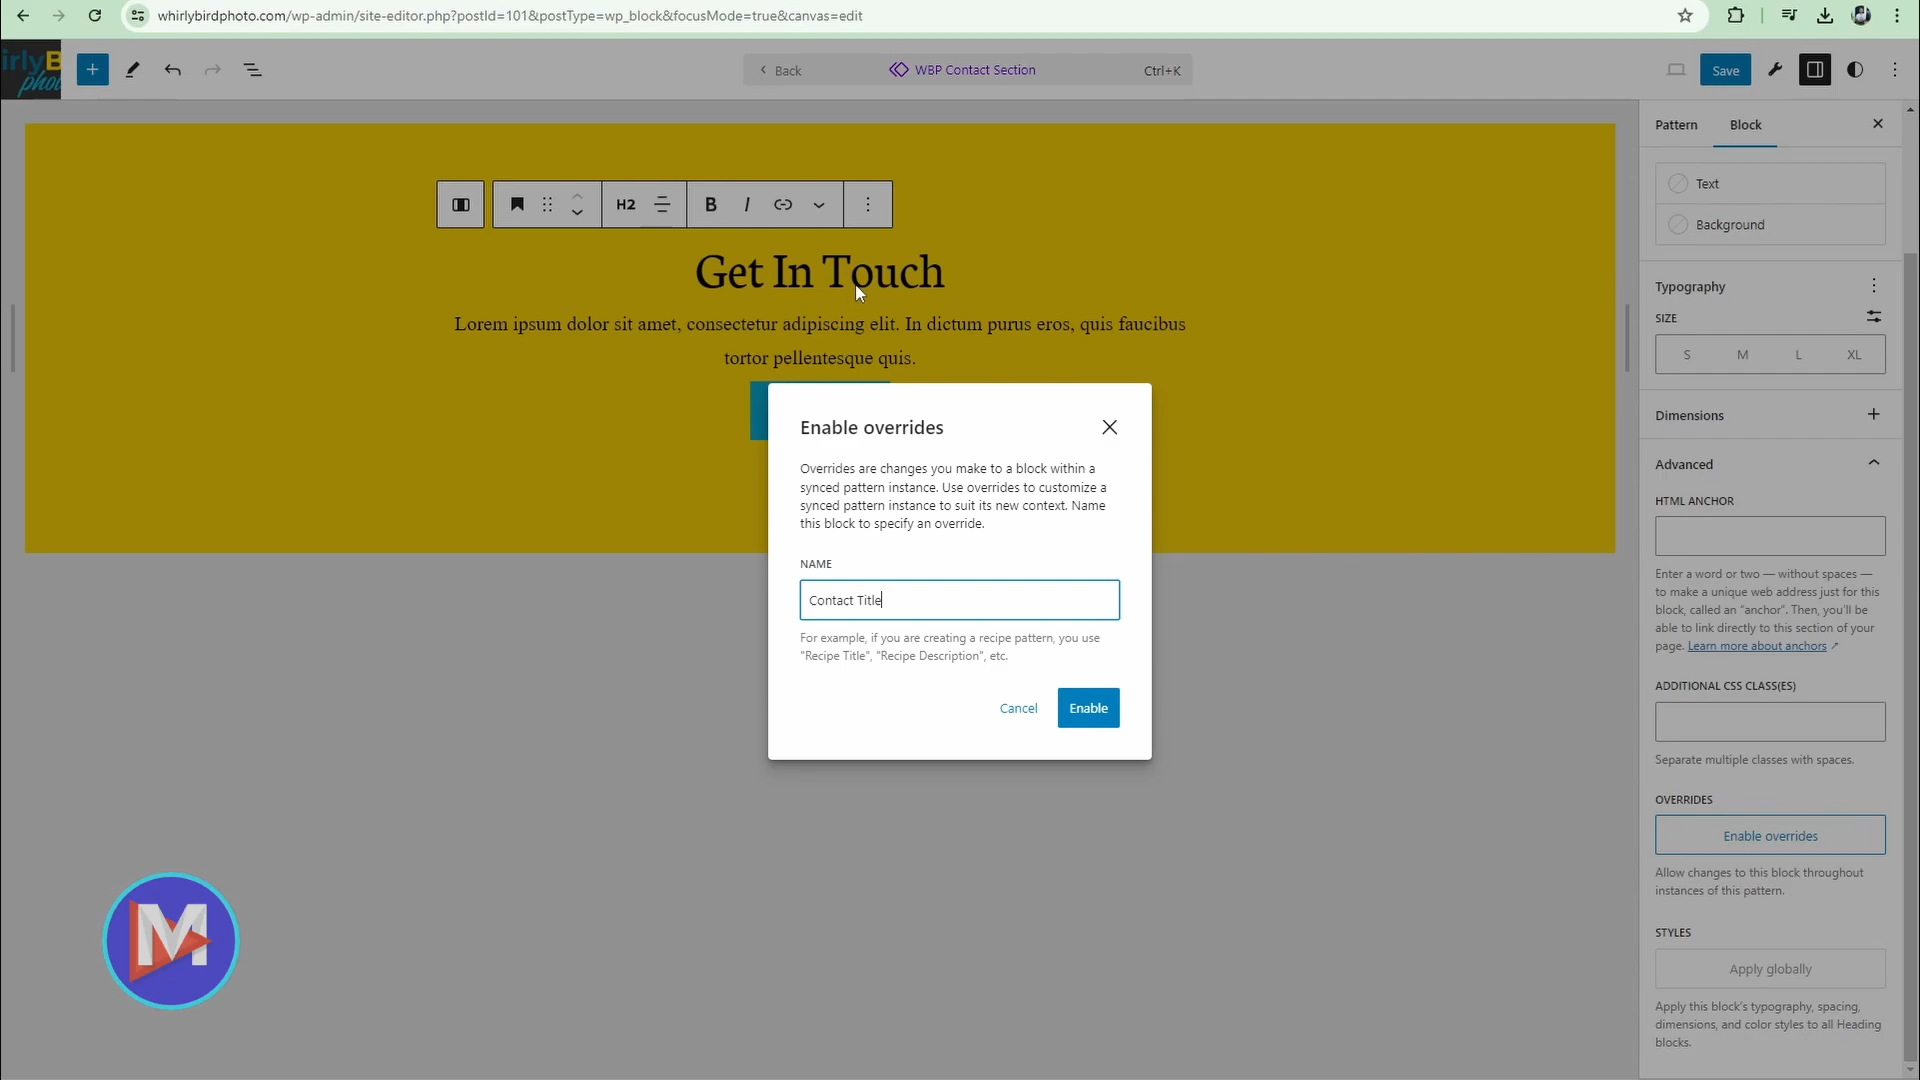 whirlybirdphoto.com/wp-admin/site-editor.php?postId=101&postType=wp_block&focusMode=true&canvas=edit
irlyB
phot
Back
WBP Contact Section
Ctrl+K
Save
Pattern
Block
Text
Background
H2
B
I
Typography
Get In Touch
SIZE
Lorem ipsum dolor sit amet, consectetur adipiscing elit. In dictum purus eros, quis faucibus
tortor pellentesque quis.
S
M
L
XL
Dimensions
Enable overrides
Overrides are changes you make to a block within a
synced pattern instance. Use overrides to customize a
synced pattern instance to suit its new context. Name
this block to specify an override.
NAME
Contact Title
For example, if you are creating a recipe pattern, you use
"Recipe Title", "Recipe Description", etc.
Cancel
Enable
Advanced
HTML ANCHOR
Enter a word or two — without spaces —
to make a unique web address just for this
block, called an “anchor”. Then, you’ll be
able to link directly to this section of your
page. Learn more about anchors ↗
ADDITIONAL CSS CLASS(ES)
Separate multiple classes with spaces.
OVERRIDES
Enable overrides
Allow changes to this block throughout
instances of this pattern.
STYLES
Apply globally
Apply this block’s typography, spacing,
dimensions, and color styles to all Heading
blocks.
M